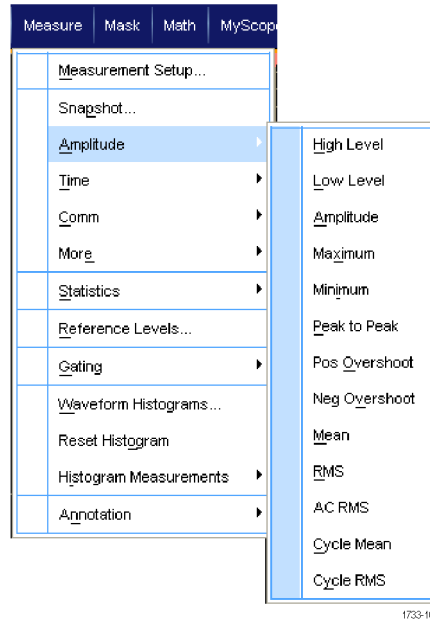 Measure Mask Math MyScop
Measurement Setup...
Snapshot...
Amplitude
Time
Comm
More
Statistics
Reference Levels...
Gating
Waveform Histograms...
Reset Histogram
Histogram Measurements
Annotation
High Level
Low Level
Amplitude
Maximum
Minimum
Peak to Peak
Pos Overshoot
Neg Overshoot
Mean
RMS
AC RMS
Cycle Mean
Cycle RMS